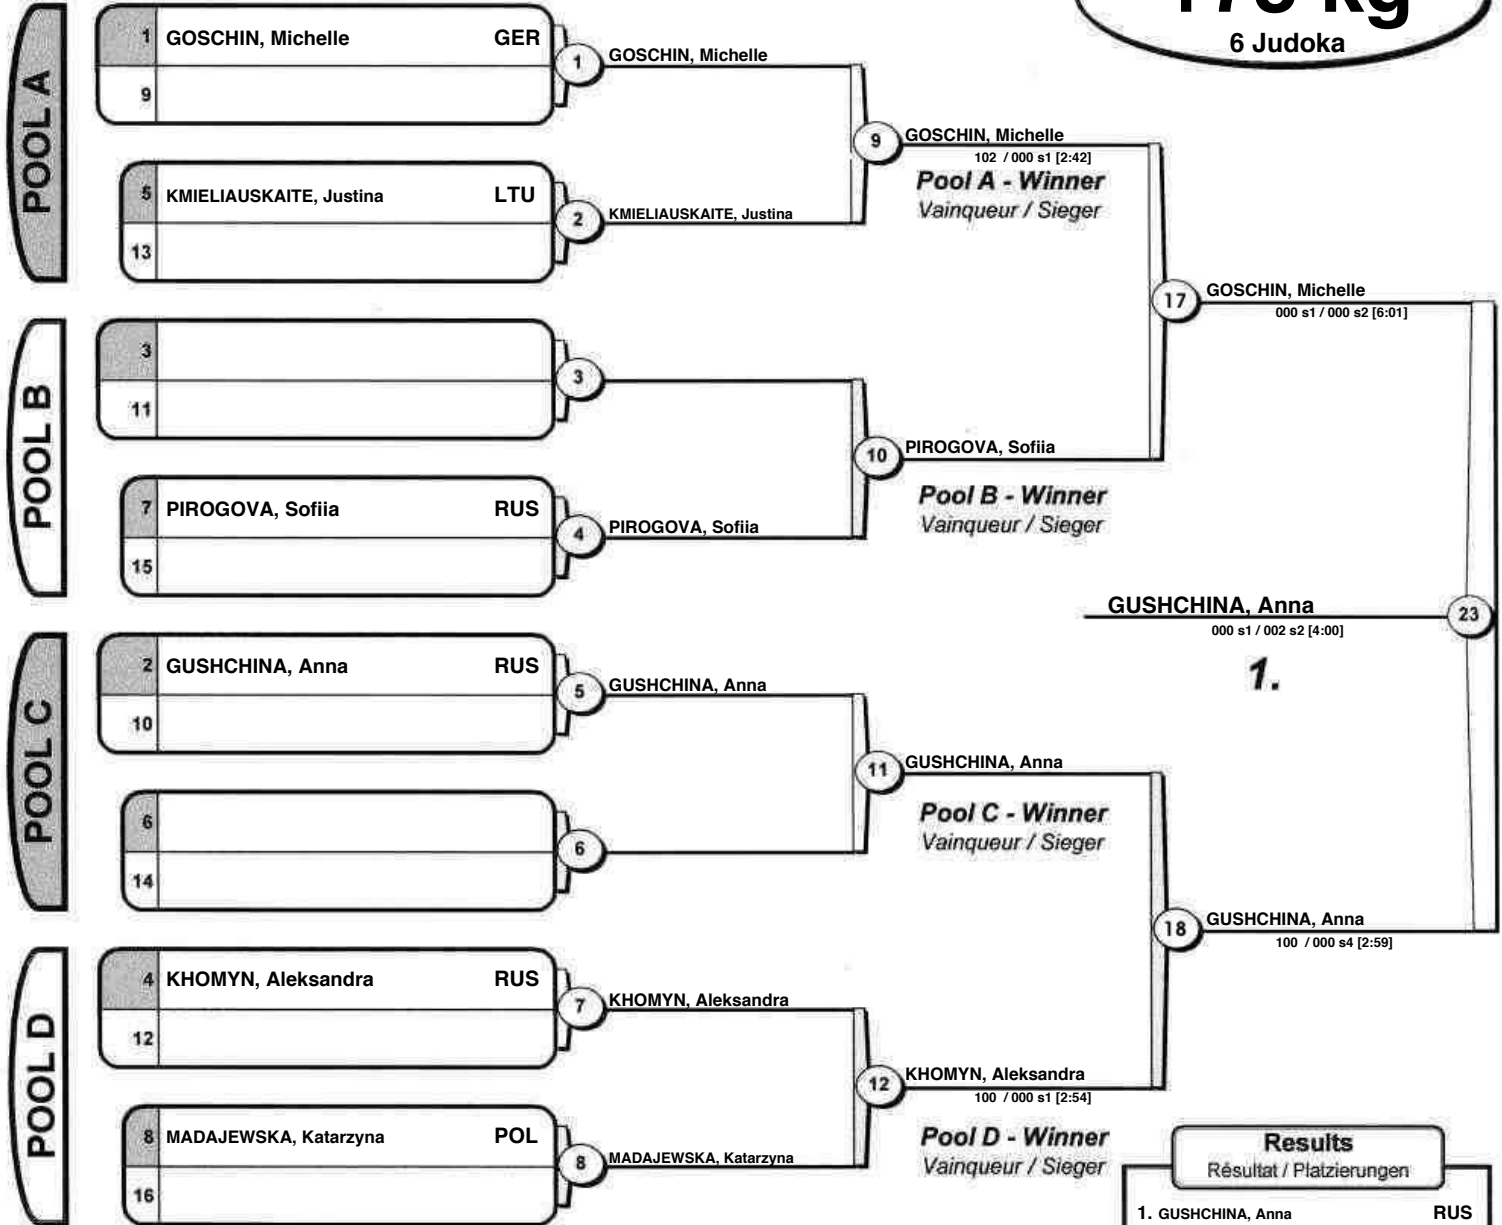 6 Judoka
POOL A
1 GOSCHIN, Michelle GER
9
1 GOSCHIN, Michelle
5 KMIELIAUSKAITE, Justina LTU
13
2 KMIELIAUSKAITE, Justina
9 GOSCHIN, Michelle
102 / 000 s1 [2:42]
Pool A - Winner
Vainqueur / Sieger
POOL B
3
11
3
7 PIROGOVA, Sofiia RUS
15
4 PIROGOVA, Sofiia
10 PIROGOVA, Sofiia
Pool B - Winner
Vainqueur / Sieger
17 GOSCHIN, Michelle
000 s1 / 000 s2 [6:01]
GUSHCHINA, Anna 23
000 s1 / 002 s2 [4:00]
1.
POOL C
2 GUSHCHINA, Anna RUS
10
5 GUSHCHINA, Anna
6
14
6
11 GUSHCHINA, Anna
Pool C - Winner
Vainqueur / Sieger
18 GUSHCHINA, Anna
100 / 000 s4 [2:59]
POOL D
4 KHOMYN, Aleksandra RUS
12
7 KHOMYN, Aleksandra
8 MADAJEWSKA, Katarzyna POL
16
8 MADAJEWSKA, Katarzyna
12 KHOMYN, Aleksandra
100 / 000 s1 [2:54]
Pool D - Winner
Vainqueur / Sieger
Results
Résultat / Platzierungen
1. GUSHCHINA, Anna RUS